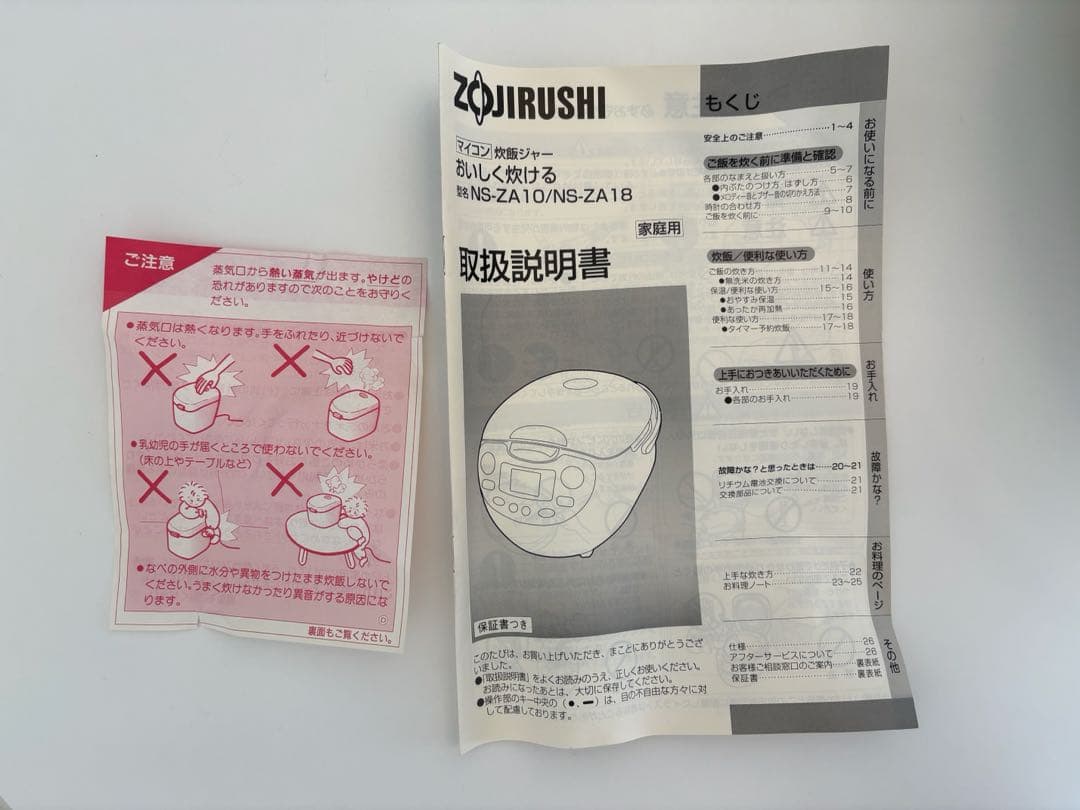 ご注意
蒸気口から熱い蒸気が出ます。やけどの
恐れがありますので次のことをお守りく
ださい。
●蒸気口は熱くなります。手をふれたり、近づけないで
ください。
●乳幼児の手が届くところで使わないでください。
(床の上やテーブルなど)
●なべの外側に水分や異物をつけたまま炊飯しないで
ください。うまく炊けなかったり異音がする原因にな
ります。
D
裏面もご覧ください。
ZOJIRUSHI
マイコン 炊飯ジャー
おいしく炊ける
型名 NS-ZA10/NS-ZA18
家庭用
取扱説明書
保証書つき
このたびは、お買い上げいただき、まことにありがとうござ
いました。
●「取扱説明書」をよくお読みのうえ、正しくお使いください。
お読みになったあとは、大切に保存してください。
●操作部のキー中央の(●、━)は、目の不自由な方々に対
して配慮しております。
もくじ
安全上のご注意……1~4
ご飯を炊く前に準備と確認
各部のなまえと扱い方……5~7
●内ぶたのつけ方・はずし方……6
●メロディー音とブザー音の切りかえ方法……7
時計の合わせ方……8
ご飯を炊く前に……9~10
お使いになる前に
炊飯/便利な使い方
ご飯の炊き方……11~14
●無洗米の炊き方……14
保温/便利な使い方……15~16
●おやすみ保温……15
●あったか再加熱……16
便利な使い方……17~18
●タイマー予約炊飯……17~18
使い方
上手におつきあいいただくために
お手入れ……19
●各部のお手入れ……19
お手入れ
故障かな?と思ったときは……20~21
リチウム電池交換について……21
交換部品について……21
故障かな?
上手な炊き方……22
お料理ノート……23~25
お料理のページ
仕様……26
アフターサービスについて……26
お客様ご相談窓口のご案内……裏表紙
保証書……裏表紙
その他